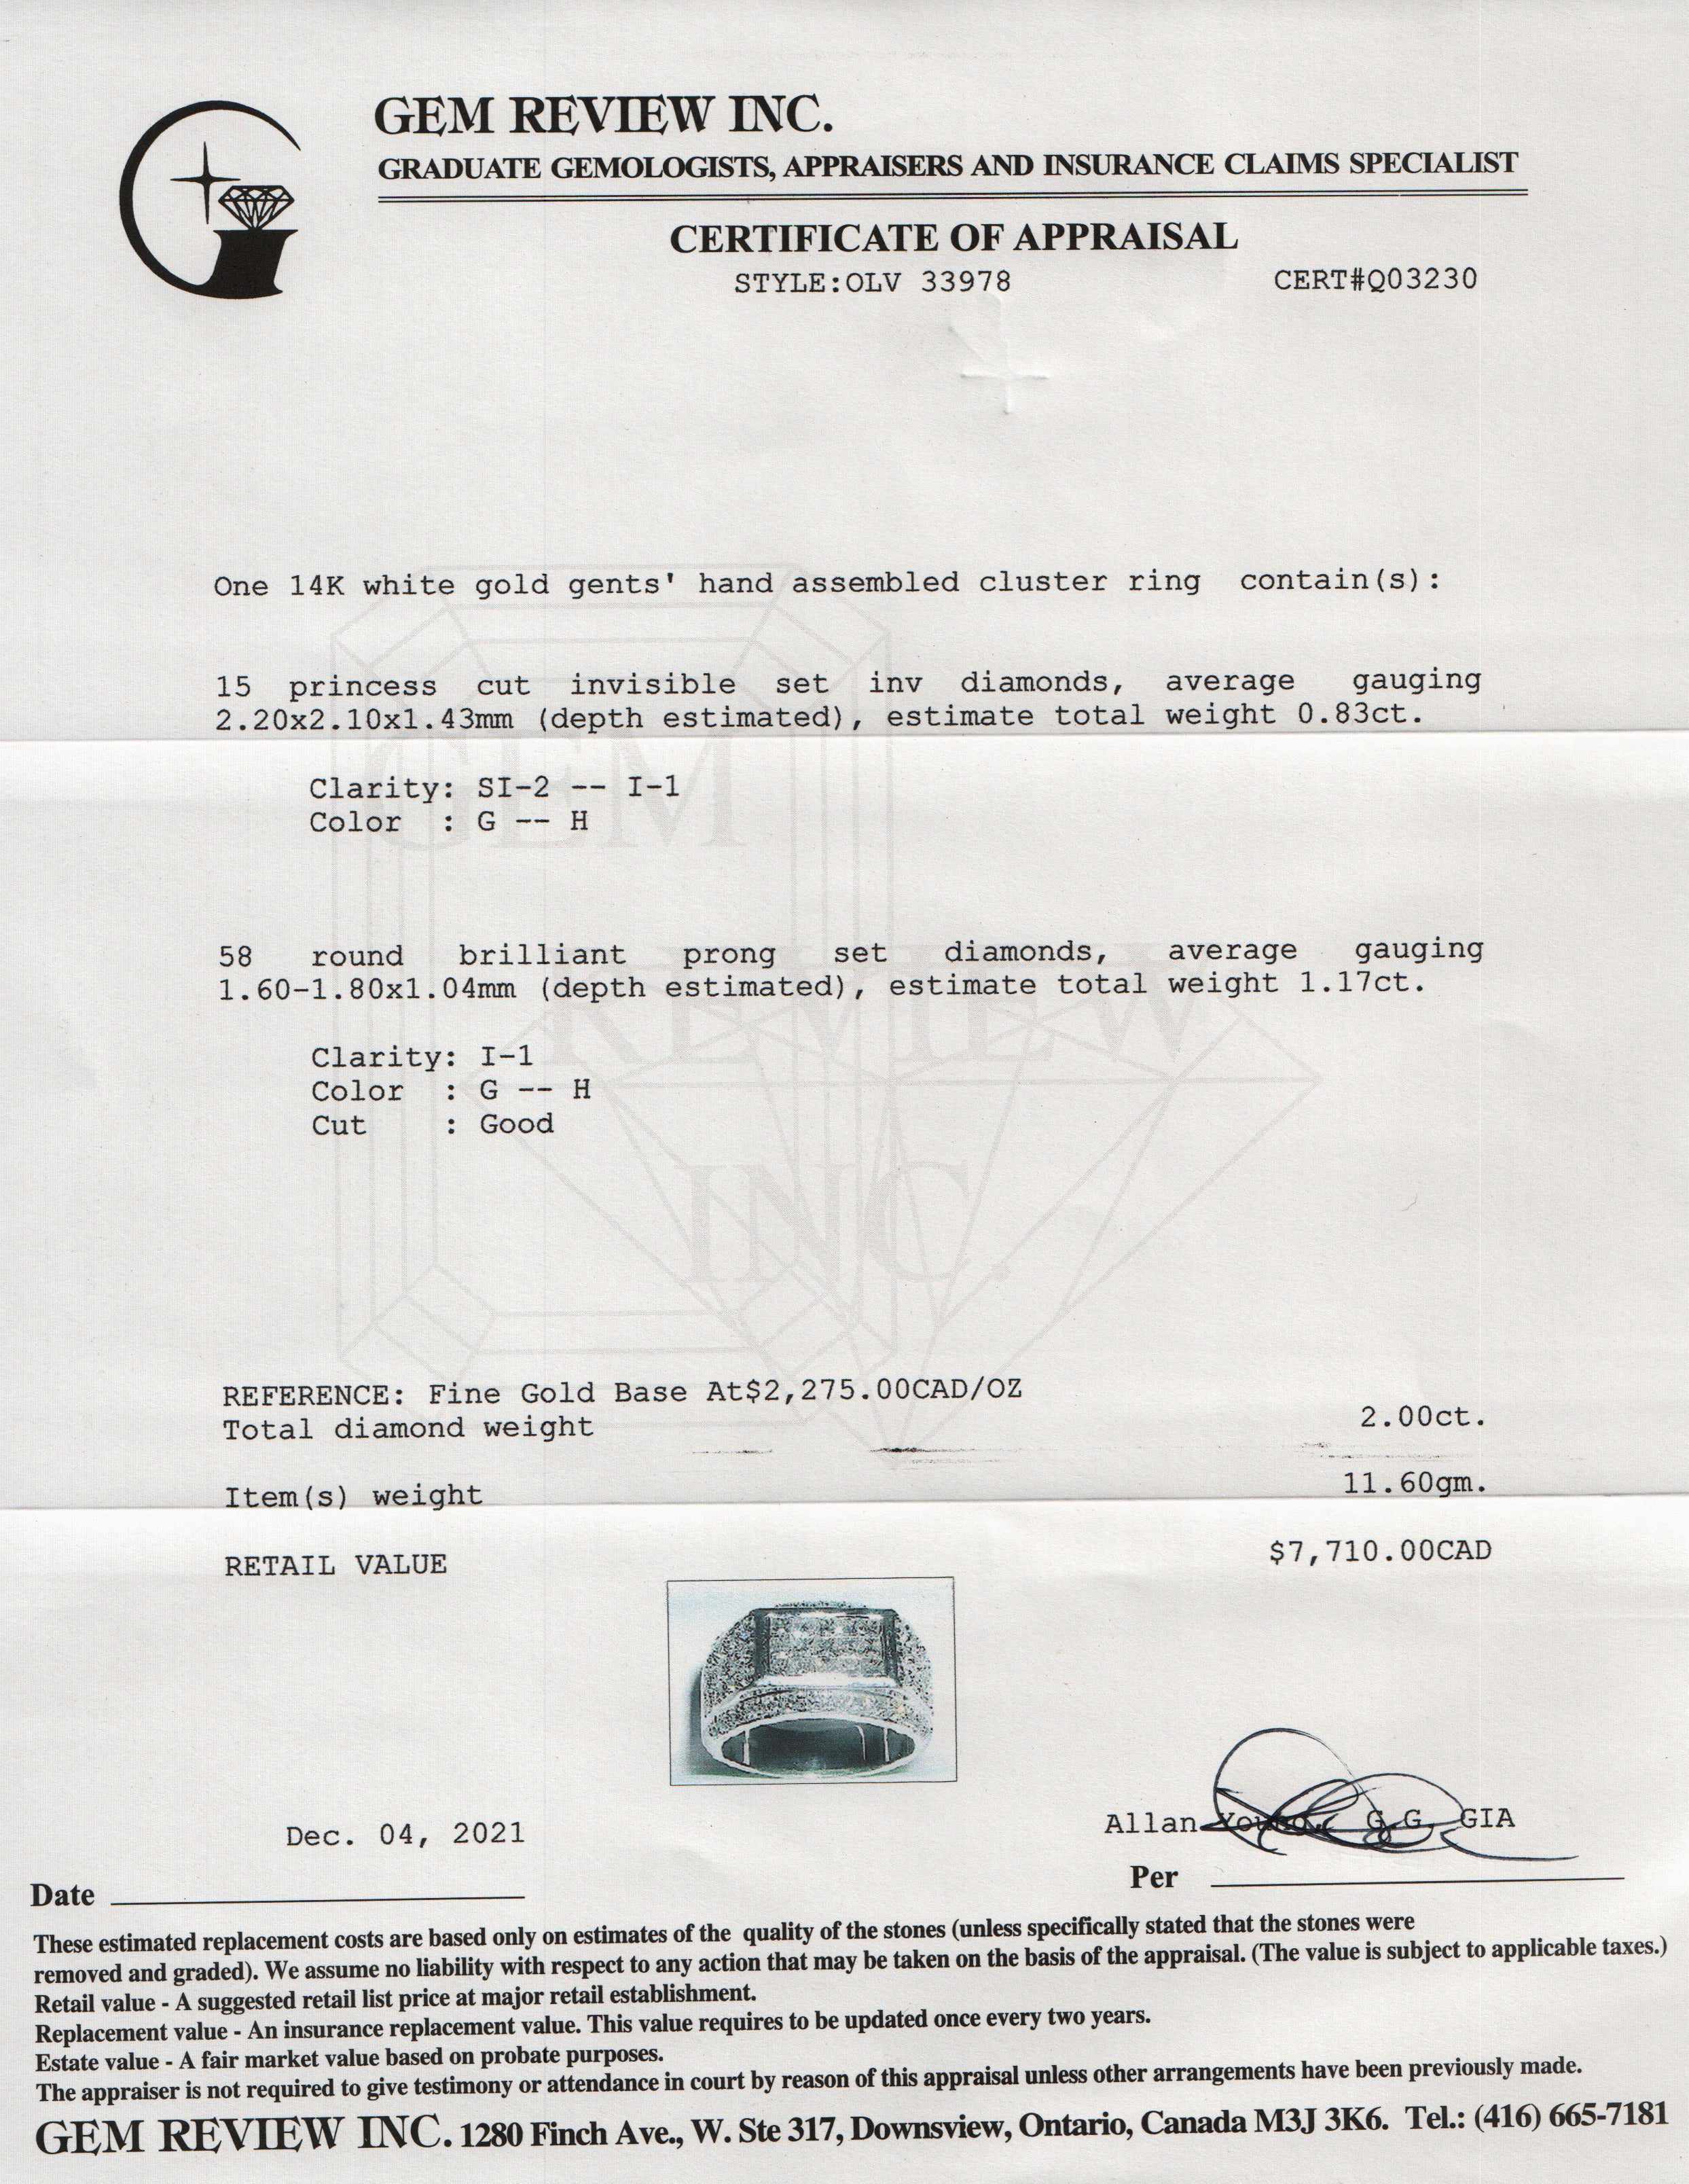 GEM REVIEW INC.
GRADUATE GEMOLOGISTS, APPRAISERS AND INSURANCE CLAIMS SPECIALIST
CERTIFICATE OF APPRAISAL
STYLE:OLV 33978 CERT#Q03230
One 14K white gold gents' hand assembled cluster ring contain(s):
15 princess cut invisible set inv diamonds, average gauging
2.20x2.10x1.43mm (depth estimated), estimate total weight 0.83ct.
Clarity: SI-2 -- I-1
Color : G -- H
58 round brilliant prong set diamonds, average gauging
1.60-1.80x1.04mm (depth estimated), estimate total weight 1.17ct.
Clarity: I-1
Color : G -- H
Cut : Good
GEM
REVIEW
INC.
REFERENCE: Fine Gold Base At$2,275.00CAD/OZ
Total diamond weight 2.00ct.
Item(s) weight 11.60gm.
RETAIL VALUE $7,710.00CAD
Dec. 04, 2021
Allan G.G. GIA
Date
Per
These estimated replacement costs are based only on estimates of the quality of the stones (unless specifically stated that the stones were
removed and graded). We assume no liability with respect to any action that may be taken on the basis of the appraisal. (The value is subject to applicable taxes.)
Retail value - A suggested retail list price at major retail establishment.
Replacement value - An insurance replacement value. This value requires to be updated once every two years.
Estate value - A fair market value based on probate purposes.
The appraiser is not required to give testimony or attendance in court by reason of this appraisal unless other arrangements have been previously made.
GEM REVIEW INC. 1280 Finch Ave., W. Ste 317, Downsview, Ontario, Canada M3J 3K6. Tel.: (416) 665-7181